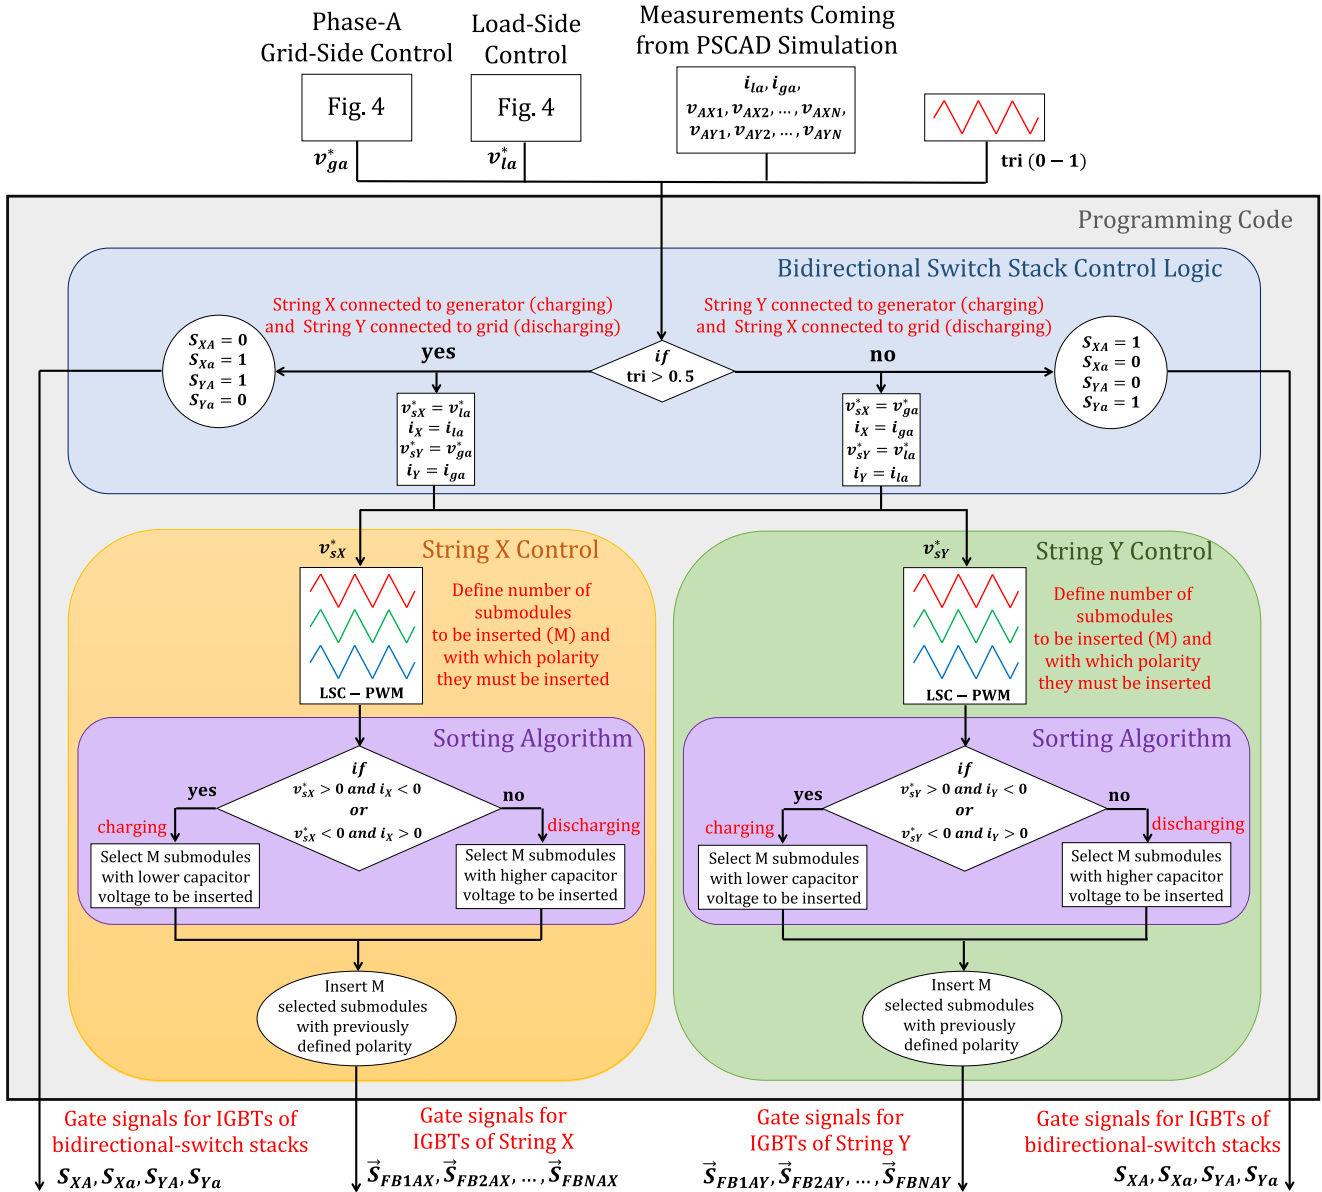 Phase-A
Grid-Side Control
Load-Side
Control
Measurements Coming
from PSCAD Simulation
Fig. 4
Fig. 4
i_la, i_ga,
v_AX1, v_AX2, …, v_AXN,
v_AY1, v_AY2, …, v_AYN
v*_ga
v*_la
tri (0 − 1)
Programming Code
Bidirectional Switch Stack Control Logic
String X connected to generator (charging)
and String Y connected to grid (discharging)
String Y connected to generator (charging)
and String X connected to grid (discharging)
S_XA = 0
S_Xa = 1
S_YA = 1
S_Ya = 0
yes
if
tri > 0.5
no
S_XA = 1
S_Xa = 0
S_YA = 0
S_Ya = 1
v*_sX = v*_la
i_X = i_la
v*_sY = v*_ga
i_Y = i_ga
v*_sX = v*_ga
i_X = i_ga
v*_sY = v*_la
i_Y = i_la
v*_sX
String X Control
Define number of
submodules
to be inserted (M) and
with which polarity
they must be inserted
LSC − PWM
Sorting Algorithm
if
v*_sX > 0 and i_X < 0
or
v*_sX < 0 and i_X > 0
yes
no
charging
discharging
Select M submodules
with lower capacitor
voltage to be inserted
Select M submodules
with higher capacitor
voltage to be inserted
Insert M
selected submodules
with previously
defined polarity
v*_sY
String Y Control
Define number of
submodules
to be inserted (M) and
with which polarity
they must be inserted
LSC − PWM
Sorting Algorithm
if
v*_sY > 0 and i_Y < 0
or
v*_sY < 0 and i_Y > 0
yes
no
charging
discharging
Select M submodules
with lower capacitor
voltage to be inserted
Select M submodules
with higher capacitor
voltage to be inserted
Insert M
selected submodules
with previously
defined polarity
Gate signals for IGBTs of
bidirectional-switch stacks
S_XA, S_Xa, S_YA, S_Ya
Gate signals for
IGBTs of String X
S⃗_FB1AX, S⃗_FB2AX, …, S⃗_FBNAX
Gate signals for
IGBTs of String Y
S⃗_FB1AY, S⃗_FB2AY, …, S⃗_FBNAY
Gate signals for IGBTs of
bidirectional-switch stacks
S_XA, S_Xa, S_YA, S_Ya